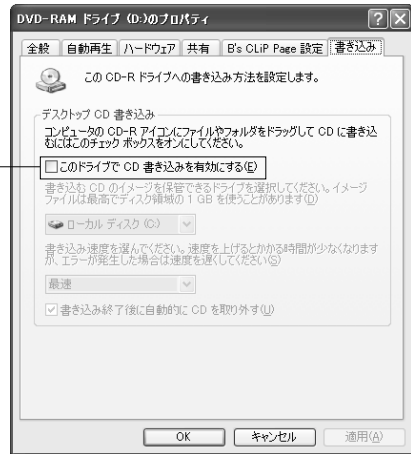 DVD-RAM ドライブ (D:)のプロパティ
全般 自動再生 ハードウェア 共有 B's CLiP Page 設定 書き込み
この CD-R ドライブへの書き込み方法を設定します。
デスクトップ CD 書き込み
コンピュータの CD-R アイコンにファイルやフォルダをドラッグして CD に書き込
むにはこのチェック ボックスをオンにしてください。
このドライブで CD 書き込みを有効にする(E)
書き込む CD のイメージを保管できるドライブを選択してください。イメージ
ファイルは最高でディスク領域の 1 GB を使うことがあります(D)
ローカル ディスク (C:)
書き込み速度を選んでください。速度を上げるとかかる時間が少なくなります
が、エラーが発生した場合は速度を遅くしてください(S)
最速
書き込み終了後に自動的に CD を取り外す(U)
OK キャンセル 適用(A)